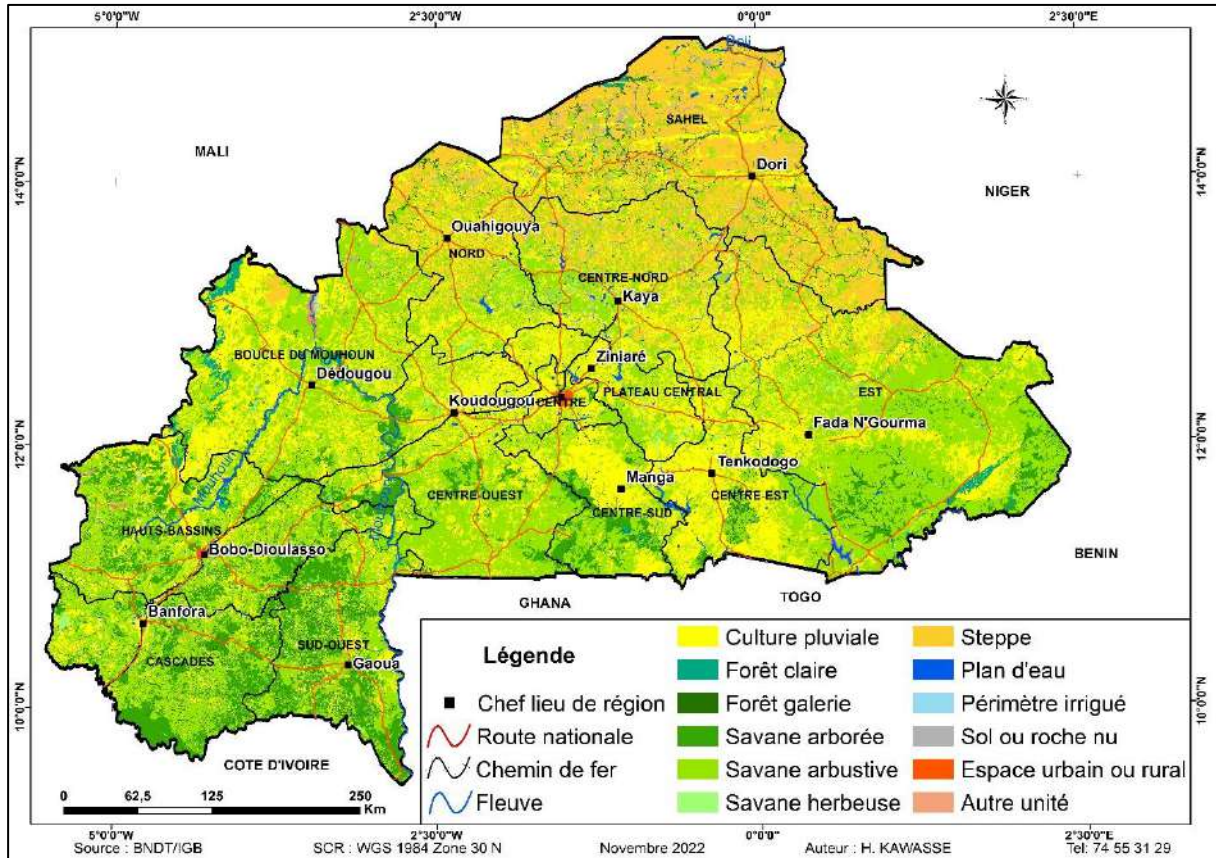 5°0'0"W 2°30'0"W 0°0'0" 2°30'0"E
Beli
SAHEL
MALI
Dori
14°0'0"N
14°0'0"N
NIGER
Ouahigouya
NORD
CENTRE-NORD
Kaya
BOUCLE DU MOUHOUN
Ziniaré
Dédougou
PLATEAU CENTRAL
EST
Koudougou
CENTRE
Fada N'Gourma
12°0'0"N
12°0'0"N
Tenkodogo
Mouhoun
Manga
CENTRE-OUEST
CENTRE-EST
CENTRE-SUD
Mouhoun
HAUTS-BASSINS
Bobo-Dioulasso
BENIN
GHANA
TOGO
Banfora
SUD-OUEST
CASCADES
Gaoua
10°0'0"N
10°0'0"N
COTE D'IVOIRE
Légende
Chef lieu de région
Route nationale
Chemin de fer
Fleuve
Culture pluviale
Forêt claire
Forêt galerie
Savane arborée
Savane arbustive
Savane herbeuse
Steppe
Plan d'eau
Périmètre irrigué
Sol ou roche nu
Espace urbain ou rural
Autre unité
0 62,5 125 250
Km
5°0'0"W 2°30'0"W 0°0'0" 2°30'0"E
Source : BNDT/IGB SCR : WGS 1984 Zone 30 N Novembre 2022 Auteur : H. KAWASSE Tel: 74 55 31 29